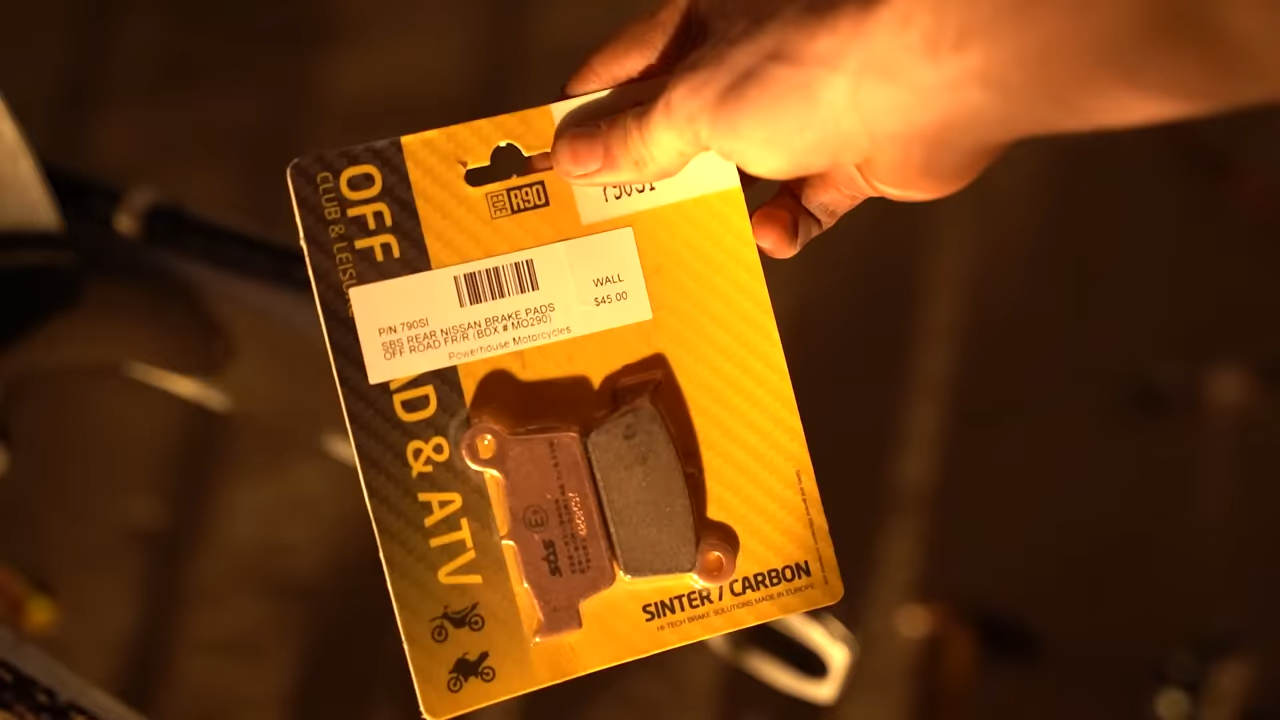 ECE R90
790SI
OFF
CLUB & LEISU
WALL
$45.00
P/N 790SI
SBS REAR NISSAN BRAKE PADS
OFF ROAD FR/R (BOX # MO290)
Powerhouse Motorcycles
AD & ATV
sbs
E
SINTER / CARBON
HI-TECH BRAKE SOLUTIONS MADE IN EUROPE